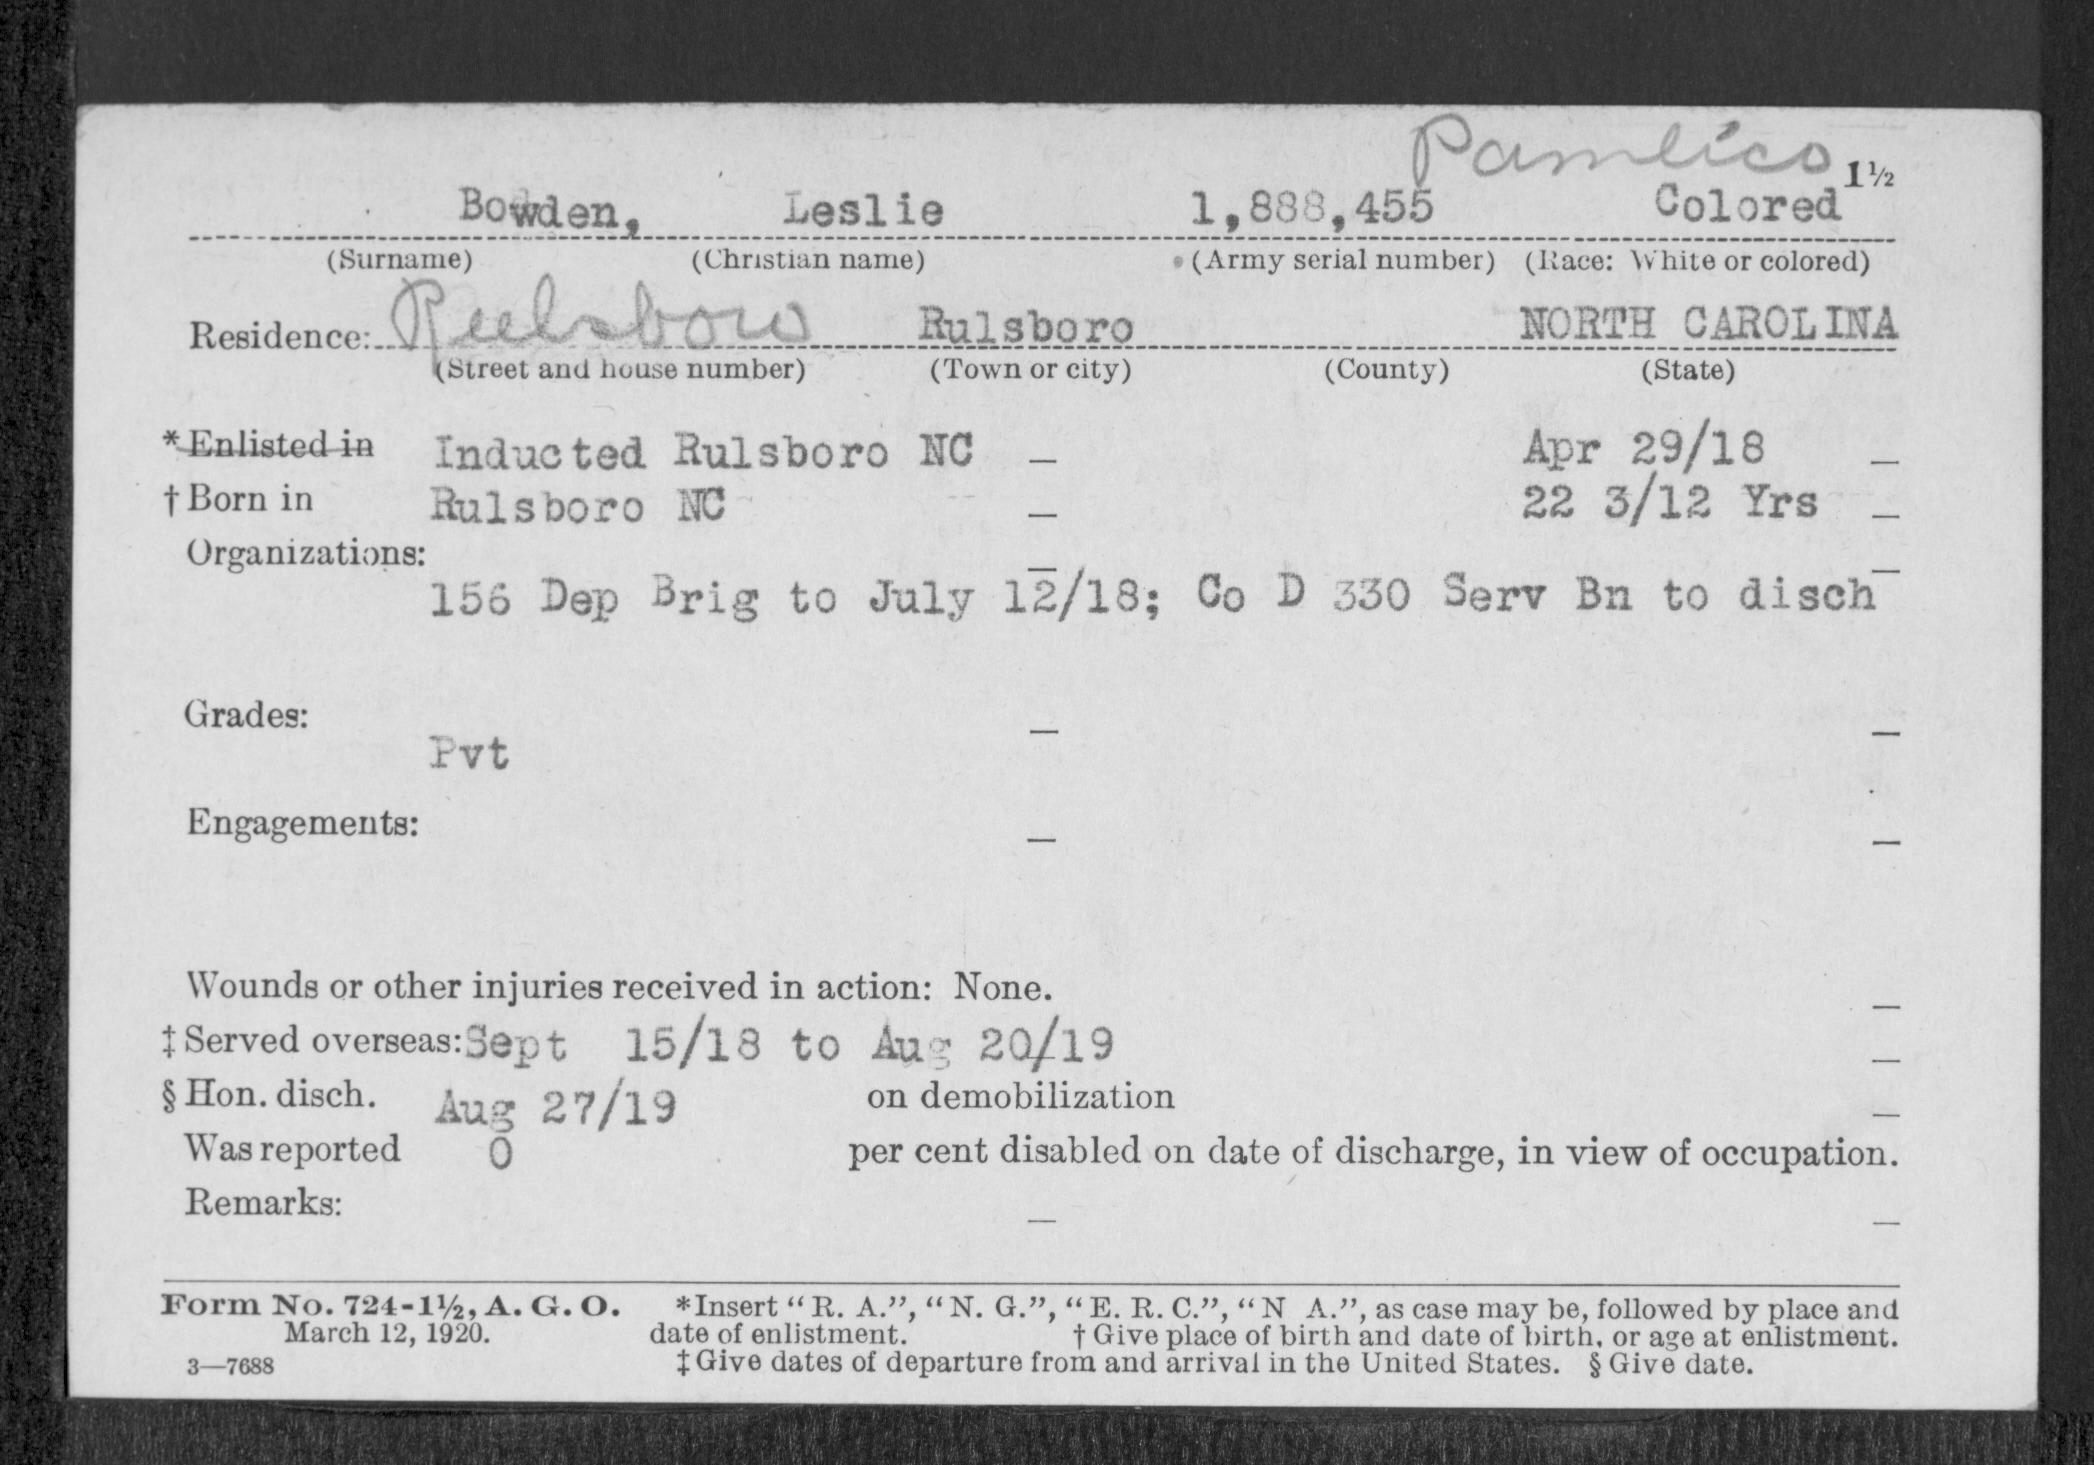 Pamlico
1½
Bowden, Leslie 1,888,455 Colored
(Surname) (Christian name) (Army serial number) (Race: White or colored)
Residence: Reelsboro Rulsboro NORTH CAROLINA
(Street and house number) (Town or city) (County) (State)
*Enlisted in Inducted Rulsboro NC — Apr 29/18 —
†Born in Rulsboro NC — 22 3/12 Yrs —
Organizations: — —
156 Dep Brig to July 12/18; Co D 330 Serv Bn to disch
Grades: — —
Pvt
Engagements: — —
Wounds or other injuries received in action: None. —
‡Served overseas: Sept 15/18 to Aug 20/19 —
§Hon. disch. Aug 27/19 on demobilization —
Was reported 0 per cent disabled on date of discharge, in view of occupation.
Remarks: — —
Form No. 724-1½, A. G. O. *Insert “R. A.”, “N. G.”, “E. R. C.”, “N A.”, as case may be, followed by place and
March 12, 1920. date of enlistment. †Give place of birth and date of birth, or age at enlistment.
3—7688 ‡Give dates of departure from and arrival in the United States. §Give date.